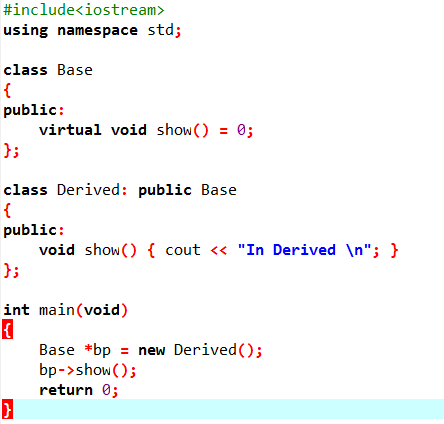 #include<iostream>
using namespace std;
class Base
{
public:
    virtual void show() = 0;
};
class Derived: public Base
{
public:
    void show() { cout << "In Derived \n"; }
};
int main(void)
{
    Base *bp = new Derived();
    bp->show();
    return 0;
}